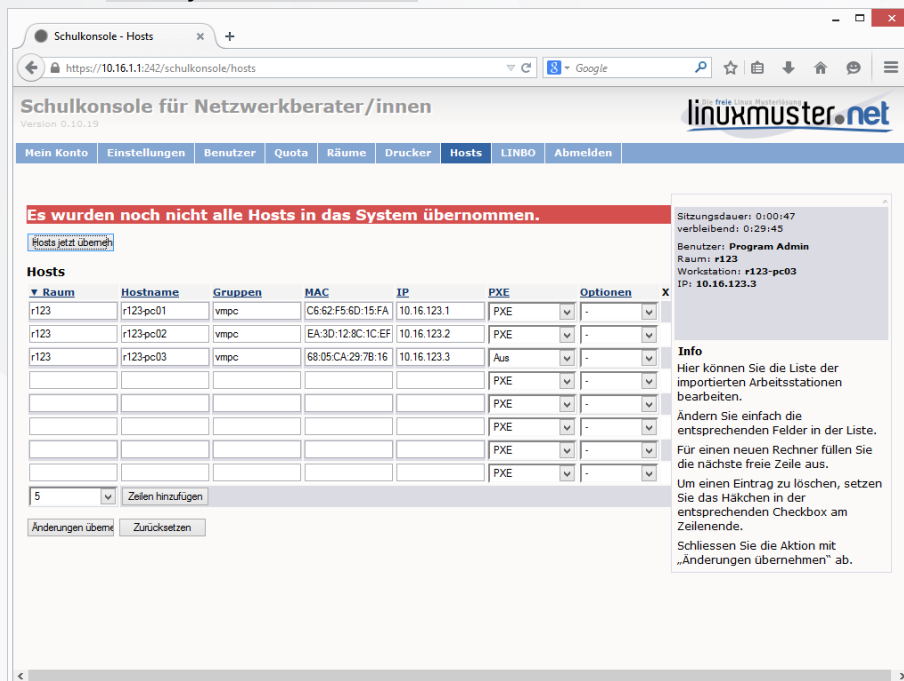 Schulkonsole - Hosts
https://10.16.1.1:242/schulkonsole/hosts
Google
Schulkonsole für Netzwerkberater/innen
Version 0.10.19
Die freie Linux Musterlösung
linuxmuster.net
Mein Konto Einstellungen Benutzer Quota Räume Drucker Hosts LINBO Abmelden
Es wurden noch nicht alle Hosts in das System übernommen.
Hosts jetzt überneh
Hosts
▼ Raum Hostname Gruppen MAC IP PXE Optionen X
r123 r123-pc01 vmpc C6:62:F5:6D:15:FA 10.16.123.1 PXE -
r123 r123-pc02 vmpc EA:3D:12:8C:1C:EF 10.16.123.2 PXE -
r123 r123-pc03 vmpc 68:05:CA:29:7B:16 10.16.123.3 Aus -
PXE -
PXE -
PXE -
PXE -
PXE -
5 Zeilen hinzufügen
Änderungen überne Zurücksetzen
Sitzungsdauer: 0:00:47
verbleibend: 0:29:45
Benutzer: Program Admin
Raum: r123
Workstation: r123-pc03
IP: 10.16.123.3
Info
Hier können Sie die Liste der
importierten Arbeitsstationen
bearbeiten.
Ändern Sie einfach die
entsprechenden Felder in der Liste.
Für einen neuen Rechner füllen Sie
die nächste freie Zeile aus.
Um einen Eintrag zu löschen, setzen
Sie das Häkchen in der
entsprechenden Checkbox am
Zeilenende.
Schliessen Sie die Aktion mit
„Änderungen übernehmen“ ab.